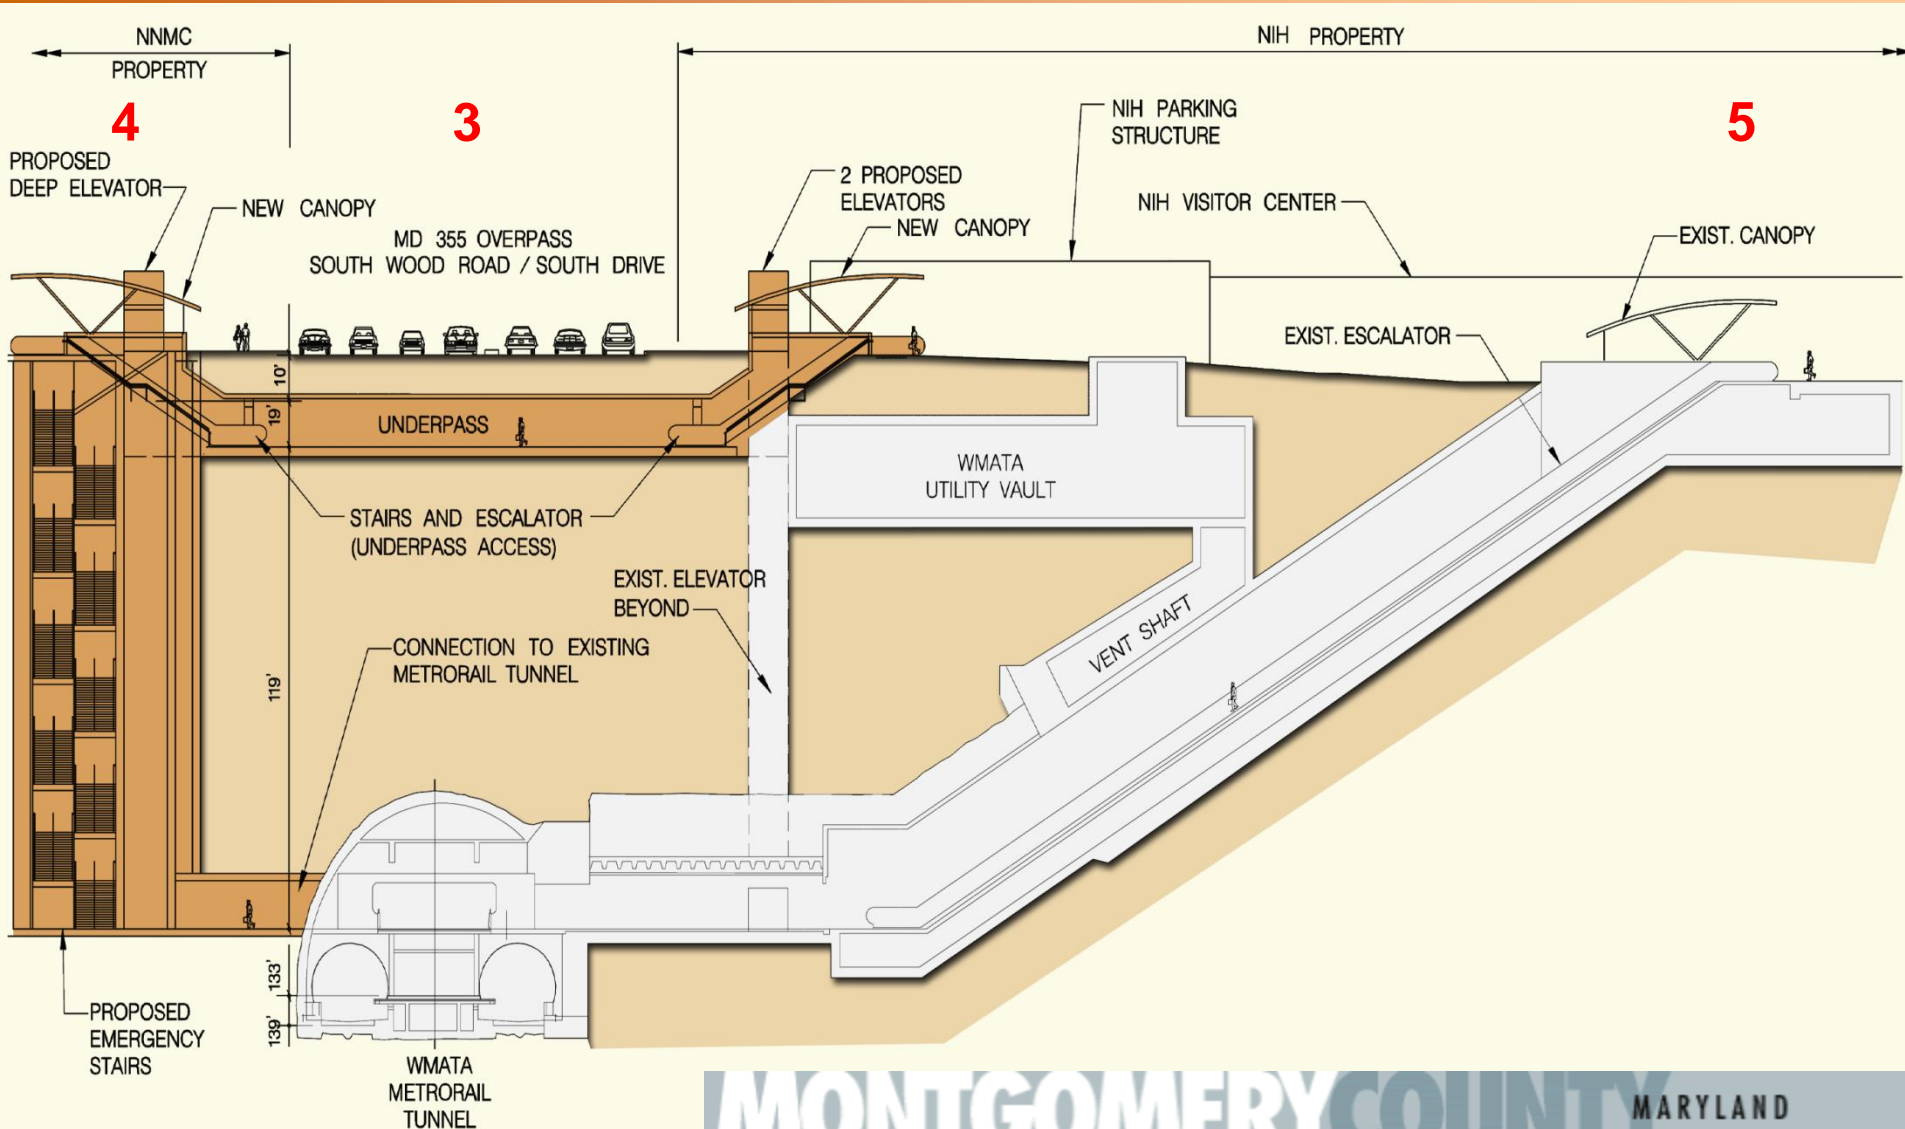 NNMC
PROPERTY
NIH PROPERTY
4
3
5
PROPOSED
DEEP ELEVATOR
NEW CANOPY
MD 355 OVERPASS
SOUTH WOOD ROAD / SOUTH DRIVE
2 PROPOSED
ELEVATORS
NEW CANOPY
NIH PARKING
STRUCTURE
NIH VISITOR CENTER
EXIST. CANOPY
EXIST. ESCALATOR
10'
19'
UNDERPASS
WMATA
UTILITY VAULT
STAIRS AND ESCALATOR
(UNDERPASS ACCESS)
EXIST. ELEVATOR
BEYOND
VENT SHAFT
CONNECTION TO EXISTING
METRORAIL TUNNEL
119'
133'
139'
PROPOSED
EMERGENCY
STAIRS
WMATA
METRORAIL
TUNNEL
MONTGOMERY COUNTY MARYLAND